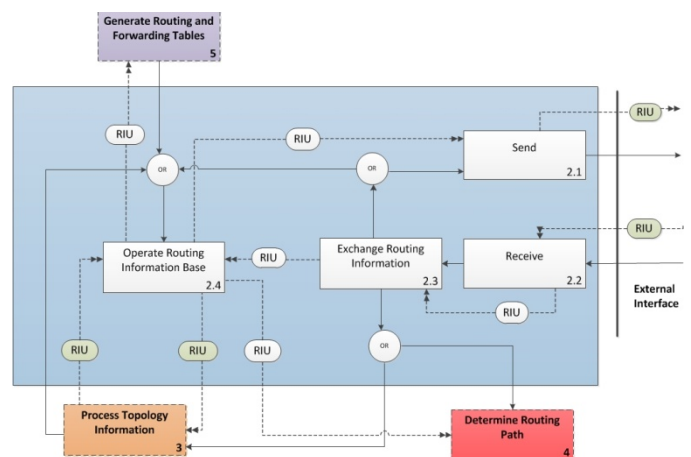 Generate Routing and
Forwarding Tables
5
RIU
RIU
RIU
Send
2.1
OR
OR
RIU
Operate Routing
Information Base
2.4
RIU
Exchange Routing
Information
2.3
Receive
2.2
External
Interface
RIU
RIU
RIU
RIU
OR
Process Topology
Information
3
Determine Routing
Path
4